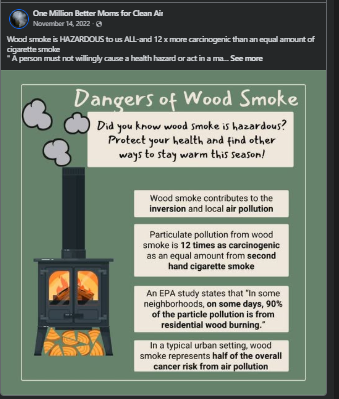 One Million Better Moms for Clean Air
November 14, 2022 ·
Wood smoke is HAZARDOUS to us ALL-and 12 x more carcinogenic than an equal amount of
cigarette smoke
" A person must not willingly cause a health hazard or act in a ma... See more
Dangers of Wood Smoke
Did you know wood smoke is hazardous?
Protect your health and find other
ways to stay warm this season!
Wood smoke contributes to the
inversion and local air pollution
Particulate pollution from wood
smoke is 12 times as carcinogenic
as an equal amount from second
hand cigarette smoke
An EPA study states that "In some
neighborhoods, on some days, 90%
of the particle pollution is from
residential wood burning."
In a typical urban setting, wood
smoke represents half of the overall
cancer risk from air pollution